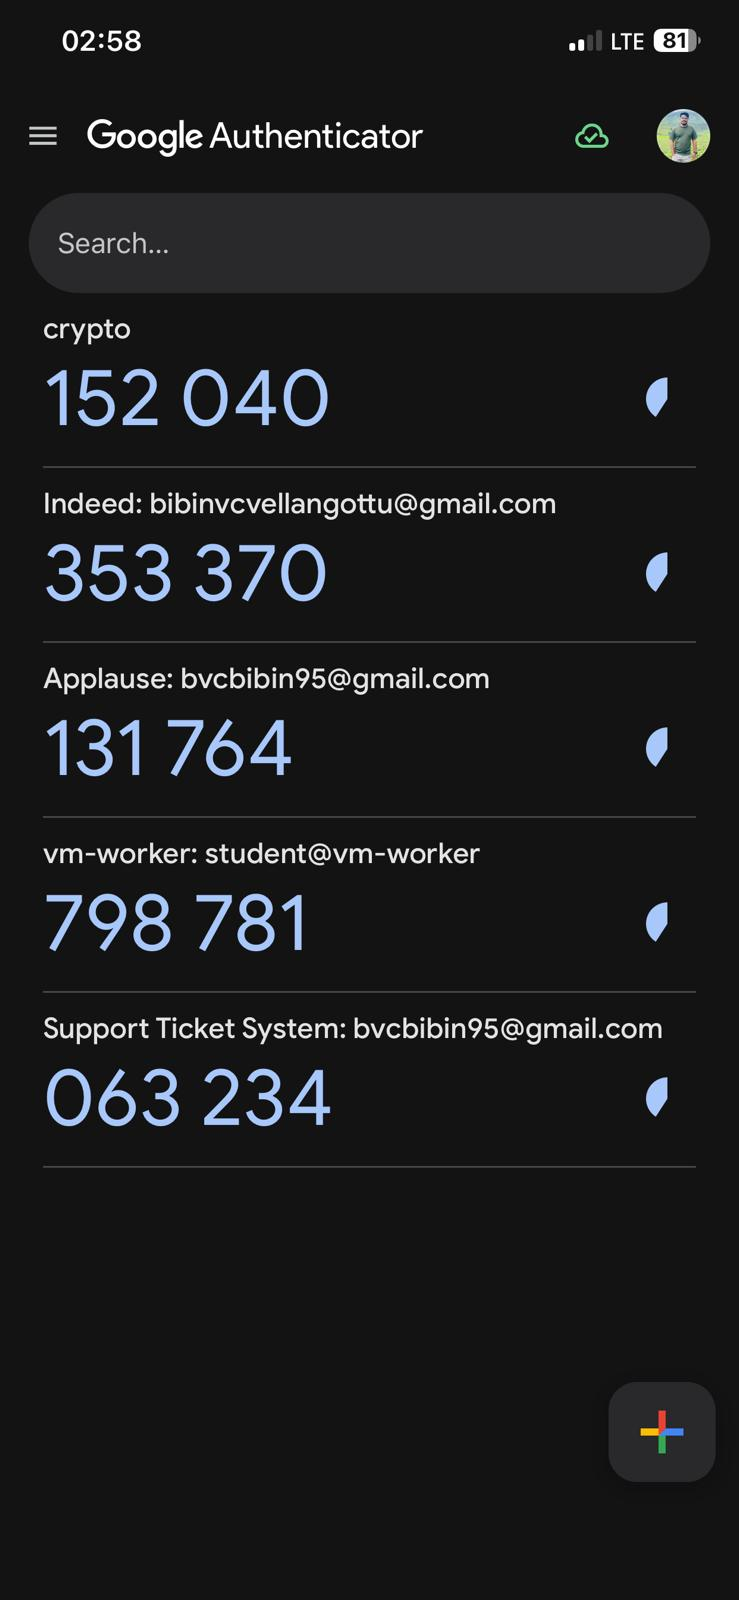 02:58
LTE 81
Google Authenticator
Search...
crypto
152 040
Indeed: bibinvcvellangottu@gmail.com
353 370
Applause: bvcbibin95@gmail.com
131 764
vm-worker: student@vm-worker
798 781
Support Ticket System: bvcbibin95@gmail.com
063 234